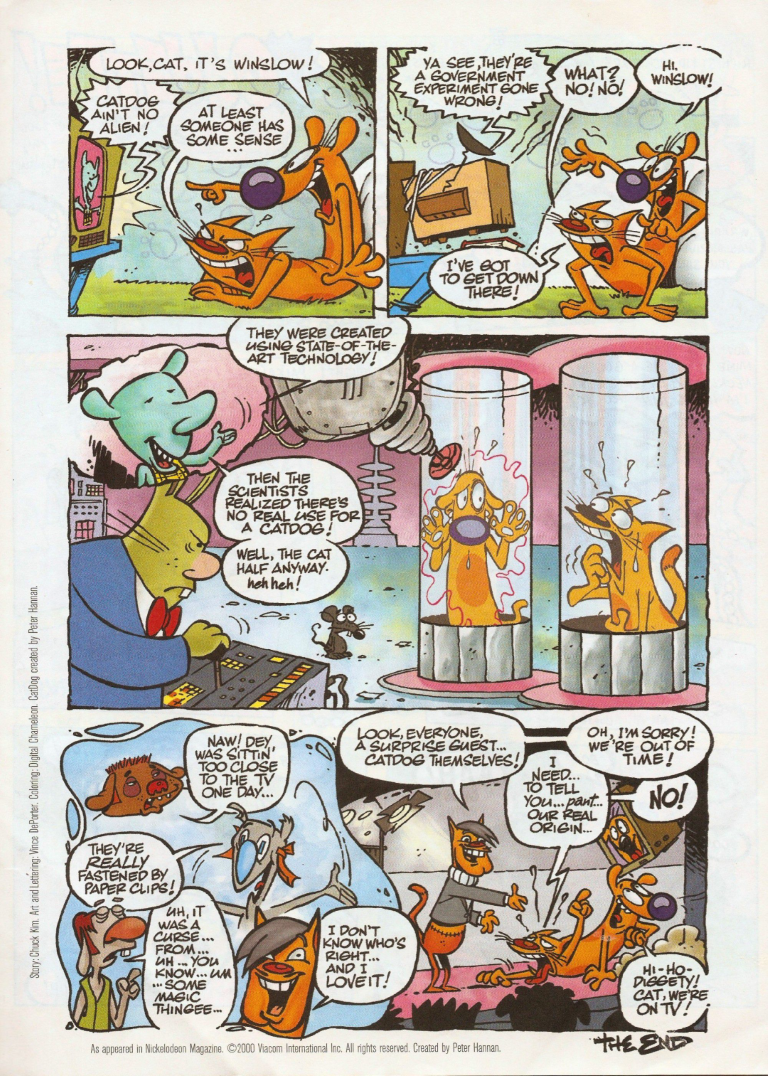 LOOK, CAT, IT'S WINSLOW!
CATDOG
AIN'T NO
ALIEN!
AT LEAST
SOMEONE HAS
SOME SENSE
...
YA SEE, THEY'RE
A GOVERNMENT
EXPERIMENT GONE
WRONG!
WHAT?
NO! NO!
HI,
WINSLOW!
I'VE GOT
TO GET DOWN
THERE!
THEY WERE CREATED
USING STATE-OF-THE-
ART TECHNOLOGY!
THEN THE
SCIENTISTS
REALIZED THERE'S
NO REAL USE FOR
A CATDOG!
WELL, THE CAT
HALF ANYWAY.
heh heh!
NAW! DEY
WAS SITTIN'
TOO CLOSE
TO THE TV
ONE DAY...
THEY'RE
REALLY
FASTENED BY
PAPER CLIPS!
UH, IT
WAS A
CURSE...
FROM...
UH... YOU
KNOW... UM
...SOME
MAGIC
THINGEE...
I DON'T
KNOW WHO'S
RIGHT...
AND I
LOVE IT!
LOOK, EVERYONE,
A SURPRISE GUEST...
CATDOG THEMSELVES!
I
NEED...
TO TELL
YOU... pant...
OUR REAL
ORIGIN...
OH, I'M SORRY!
WE'RE OUT OF
TIME!
NO!
HI-HO-
DIGGETY!
CAT, WE'RE
ON TV!
THE END
Story: Chuck Kim. Art and Lettering: Vince DePorter. Coloring: Digital Chameleon. CatDog created by Peter Hannan.
As appeared in Nickelodeon Magazine. ©2000 Viacom International Inc. All rights reserved. Created by Peter Hannan.